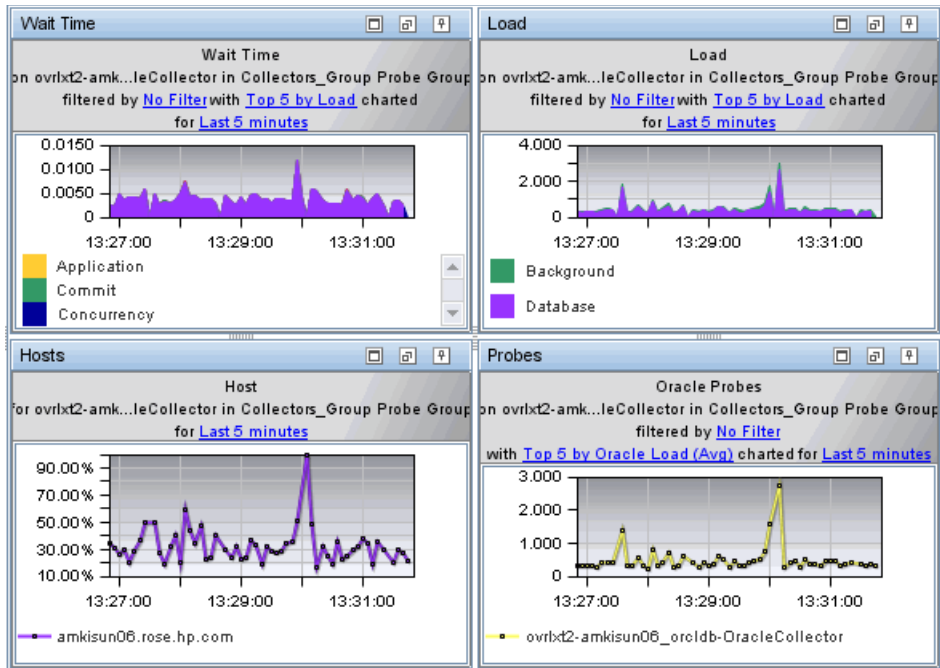 Wait Time
Wait Time
on ovrlxt2-amk...leCollector in Collectors_Group Probe Group
filtered by No Filter with Top 5 by Load charted
for Last 5 minutes
0.0150
0.0100
0.0050
0
13:27:00 13:29:00 13:31:00
Application
Commit
Concurrency
Load
Load
on ovrlxt2-amk...leCollector in Collectors_Group Probe Group
filtered by No Filter with Top 5 by Load charted
for Last 5 minutes
4.000
2.000
0
13:27:00 13:29:00 13:31:00
Background
Database
Hosts
Host
for ovrlxt2-amk...leCollector in Collectors_Group Probe Group
for Last 5 minutes
90.00%
70.00%
50.00%
30.00%
10.00%
13:27:00 13:29:00 13:31:00
amkisun06.rose.hp.com
Probes
Oracle Probes
on ovrlxt2-amk...leCollector in Collectors_Group Probe Group
filtered by No Filter
with Top 5 by Oracle Load (Avg) charted for Last 5 minutes
3.000
2.000
1.000
0
13:27:00 13:29:00 13:31:00
ovrlxt2-amkisun06_orcldb-OracleCollector